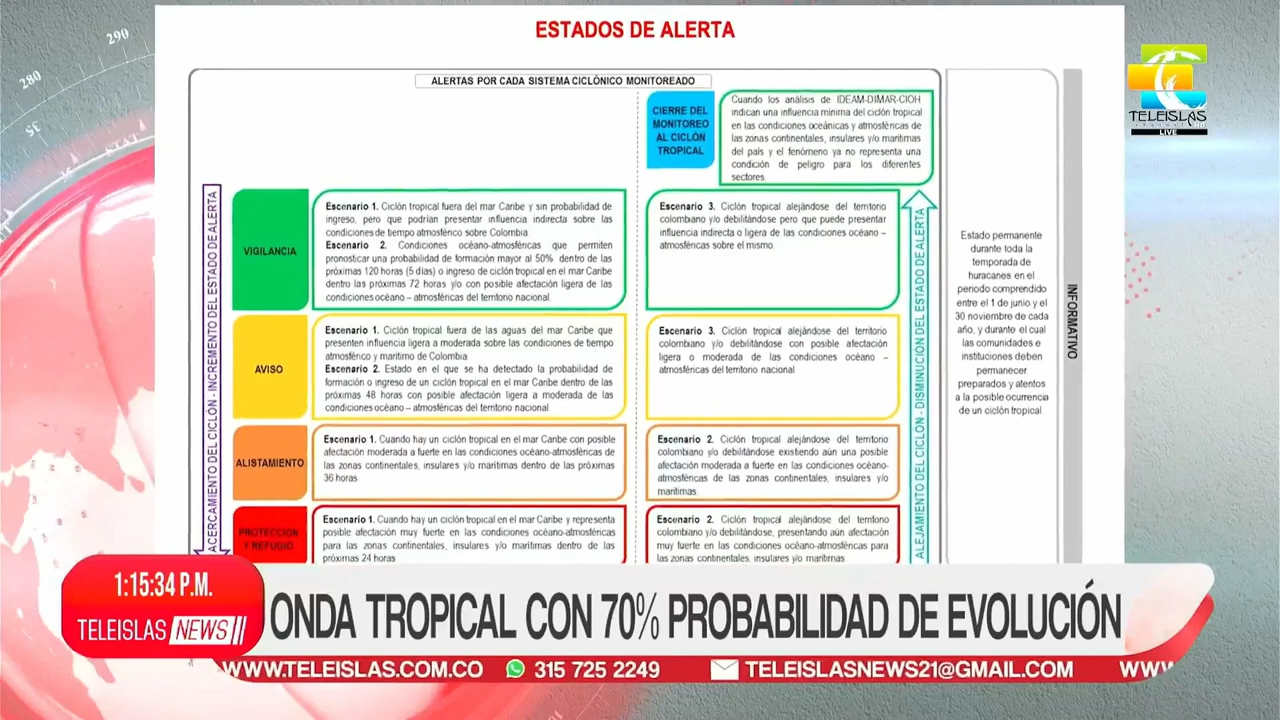 ESTADOS DE ALERTA
ALERTAS POR CADA SISTEMA CICLÓNICO MONITOREADO
CIERRE DEL
MONITOREO
AL CICLÓN
TROPICAL
Cuando los análisis de IDEAM-DIMAR-CIOH
indican una influencia mínima del ciclón tropical
en las condiciones oceánicas y atmosféricas de
las zonas continentales, insulares y/o marítimas
del país y el fenómeno ya no representa una
condición de peligro para los diferentes
sectores.
ACERCAMIENTO DEL CICLÓN - INCREMENTO DEL ESTADO DE ALERTA
VIGILANCIA
Escenario 1. Ciclón tropical fuera del mar Caribe y sin probabilidad de
ingreso, pero que podrían presentar influencia indirecta sobre las
condiciones de tiempo atmosférico sobre Colombia.
Escenario 2. Condiciones océano-atmosféricas que permiten
pronosticar una probabilidad de formación mayor al 50% dentro de las
próximas 120 horas (5 días) o ingreso de ciclón tropical en el mar Caribe
dentro las próximas 72 horas y/o con posible afectación ligera de las
condiciones océano – atmosféricas del territorio nacional.
Escenario 3. Ciclón tropical alejándose del territorio
colombiano y/o debilitándose pero que puede presentar
influencia indirecta o ligera de las condiciones océano –
atmosféricas sobre el mismo.
AVISO
Escenario 1. Ciclón tropical fuera de las aguas del mar Caribe que
presenten influencia ligera a moderada sobre las condiciones de tiempo
atmosférico y marítimo de Colombia.
Escenario 2. Estado en el que se ha detectado la probabilidad de
formación o ingreso de un ciclón tropical en el mar Caribe dentro de las
próximas 48 horas con posible afectación ligera a moderada de las
condiciones océano – atmosféricas del territorio nacional.
Escenario 3. Ciclón tropical alejándose del territorio
colombiano y/o debilitándose con posible afectación
ligera o moderada de las condiciones océano –
atmosféricas del territorio nacional
ALISTAMIENTO
Escenario 1. Cuando hay un ciclón tropical en el mar Caribe con posible
afectación moderada a fuerte en las condiciones océano-atmosféricas de
las zonas continentales, insulares y/o marítimas dentro de las próximas
36 horas
Escenario 2. Ciclón tropical alejándose del territorio
colombiano y/o debilitándose existiendo aún una posible
afectación moderada a fuerte en las condiciones océano-
atmosféricas de las zonas continentales, insulares y/o
marítimas.
PROTECCIÓN
Y REFUGIO
Escenario 1. Cuando hay un ciclón tropical en el mar Caribe y representa
posible afectación muy fuerte en las condiciones océano-atmosféricas
para las zonas continentales, insulares y/o marítimas dentro de las
próximas 24 horas
Escenario 2. Ciclón tropical alejándose del territorio
colombiano y/o debilitándose, presentando aún afectación
muy fuerte en las condiciones océano-atmosféricas para
las zonas continentales, insulares y/o marítimas.
ALEJAMIENTO DEL CICLÓN - DISMINUCIÓN DEL ESTADO DE ALERTA
Estado permanente
durante toda la
temporada de
huracanes en el
periodo comprendido
entre el 1 de junio y el
30 noviembre de cada
año, y durante el cual
las comunidades e
instituciones deben
permanecer
preparados y atentos
a la posible ocurrencia
de un ciclón tropical.
INFORMATIVO
TELEISLAS
LIVE
290
280
35
1:15:34 P.M.
TELEISLAS NEWS
ONDA TROPICAL CON 70% PROBABILIDAD DE EVOLUCIÓN
WWW.TELEISLAS.COM.CO 315 725 2249 TELEISLASNEWS21@GMAIL.COM WWW.